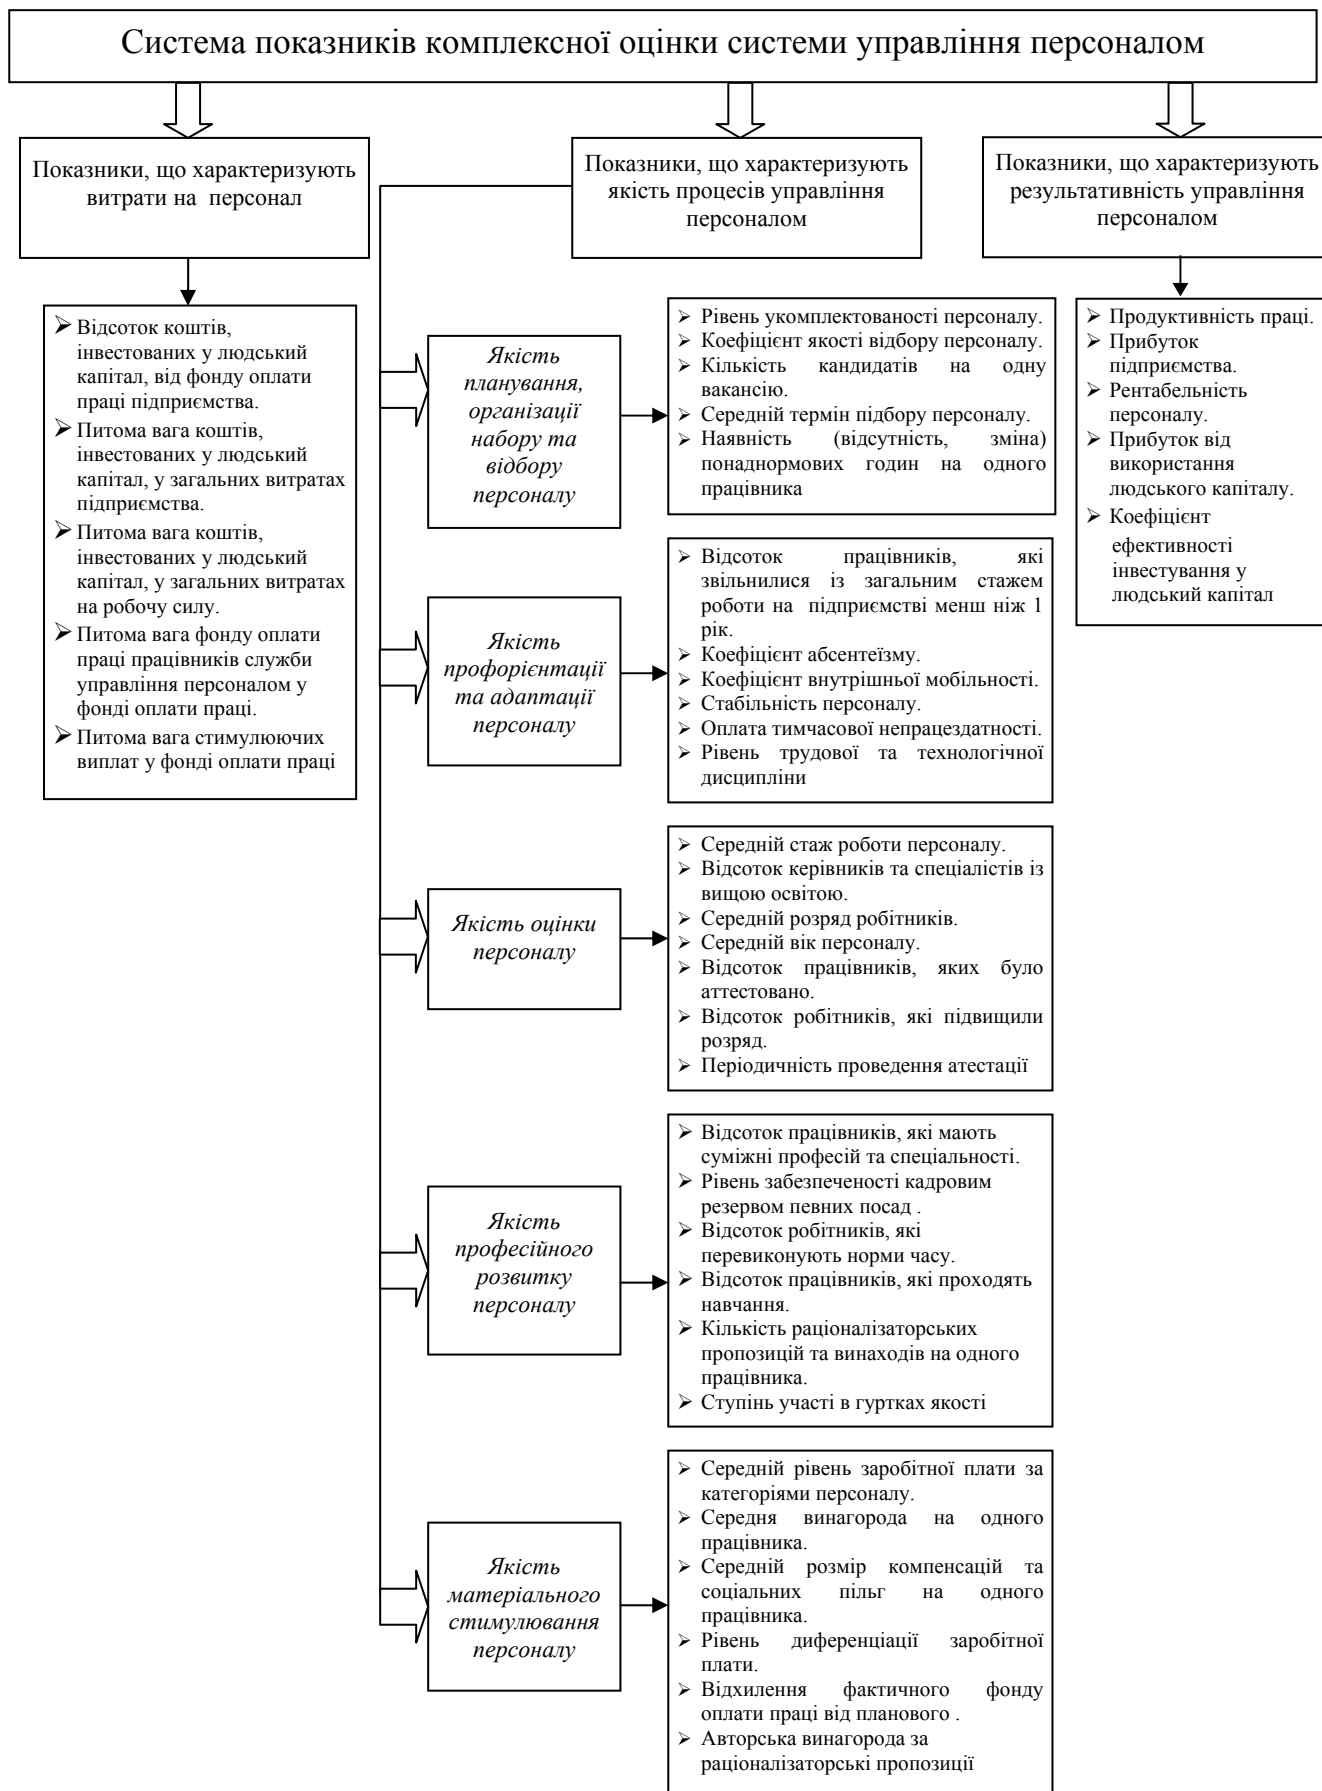 Система показників комплексної оцінки системи управління персоналом
Показники, що характеризують
витрати на персонал
Показники, що характеризують
якість процесів управління
персоналом
Показники, що характеризують
результативність управління
персоналом
➢ Відсоток коштів,
інвестованих у людський
капітал, від фонду оплати
праці підприємства.
➢ Питома вага коштів,
інвестованих у людський
капітал, у загальних витратах
підприємства.
➢ Питома вага коштів,
інвестованих у людський
капітал, у загальних витратах
на робочу силу.
➢ Питома вага фонду оплати
праці працівників служби
управління персоналом у
фонді оплати праці.
➢ Питома вага стимулюючих
виплат у фонді оплати праці
Якість
планування,
організації
набору та
відбору
персоналу
➢ Рівень укомплектованості персоналу.
➢ Коефіцієнт якості відбору персоналу.
➢ Кількість кандидатів на одну
вакансію.
➢ Середній термін підбору персоналу.
➢ Наявність (відсутність, зміна)
понаднормових годин на одного
працівника
➢ Продуктивність праці.
➢ Прибуток
підприємства.
➢ Рентабельність
персоналу.
➢ Прибуток від
використання
людського капіталу.
➢ Коефіцієнт
ефективності
інвестування у
людський капітал
Якість
профорієнтації
та адаптації
персоналу
➢ Відсоток працівників, які
звільнилися із загальним стажем
роботи на підприємстві менш ніж 1
рік.
➢ Коефіцієнт абсентеїзму.
➢ Коефіцієнт внутрішньої мобільності.
➢ Стабільність персоналу.
➢ Оплата тимчасової непрацездатності.
➢ Рівень трудової та технологічної
дисципліни
Якість оцінки
персоналу
➢ Середній стаж роботи персоналу.
➢ Відсоток керівників та спеціалістів із
вищою освітою.
➢ Середній розряд робітників.
➢ Середній вік персоналу.
➢ Відсоток працівників, яких було
аттестовано.
➢ Відсоток робітників, які підвищили
розряд.
➢ Періодичність проведення атестації
Якість
професійного
розвитку
персоналу
➢ Відсоток працівників, які мають
суміжні професій та спеціальності.
➢ Рівень забезпеченості кадровим
резервом певних посад .
➢ Відсоток робітників, які
перевиконують норми часу.
➢ Відсоток працівників, які проходять
навчання.
➢ Кількість раціоналізаторських
пропозицій та винаходів на одного
працівника.
➢ Ступінь участі в гуртках якості
Якість
матеріального
стимулювання
персоналу
➢ Середній рівень заробітної плати за
категоріями персоналу.
➢ Середня винагорода на одного
працівника.
➢ Середній розмір компенсацій та
соціальних пільг на одного
працівника.
➢ Рівень диференціації заробітної
плати.
➢ Відхилення фактичного фонду
оплати праці від планового .
➢ Авторська винагорода за
раціоналізаторські пропозиції